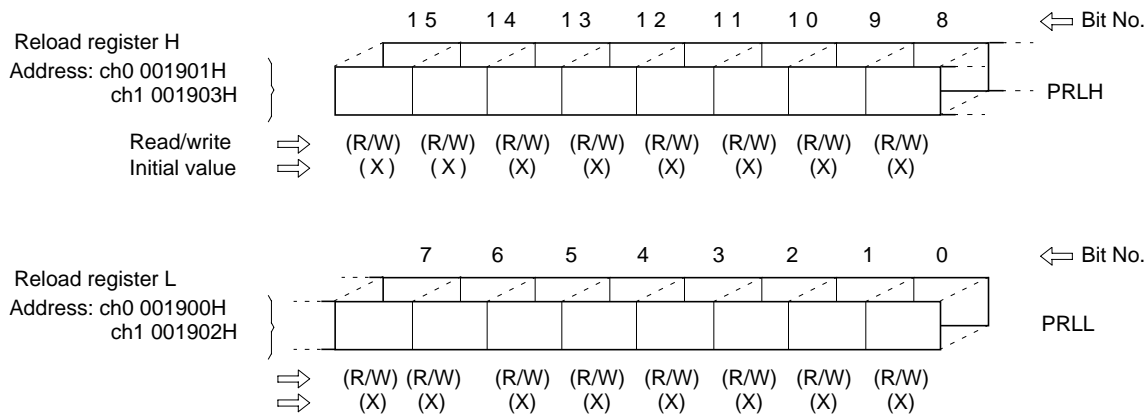 15 14 13 12 11 10 9 8 Bit No.
Reload register H
Address: ch0 001901H
ch1 001903H
PRLH
Read/write (R/W) (R/W) (R/W) (R/W) (R/W) (R/W) (R/W) (R/W)
Initial value (X) (X) (X) (X) (X) (X) (X) (X)
7 6 5 4 3 2 1 0 Bit No.
Reload register L
Address: ch0 001900H
ch1 001902H
PRLL
(R/W) (R/W) (R/W) (R/W) (R/W) (R/W) (R/W) (R/W)
(X) (X) (X) (X) (X) (X) (X) (X)